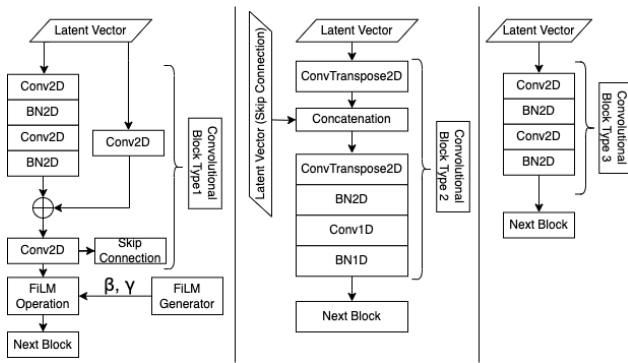 Latent Vector
Conv2D
BN2D
Conv2D
BN2D
Conv2D
Conv2D
Skip
Connection
FiLM
Operation
β, γ
FiLM
Generator
Next Block
Convolutional
Block Type1
Latent Vector (Skip Connection)
Latent Vector
ConvTranspose2D
Concatenation
ConvTranspose2D
BN2D
Conv1D
BN1D
Next Block
Convolutional
Block Type 2
Latent Vector
Conv2D
BN2D
Conv2D
BN2D
Next Block
Convolutional
Block Type 3